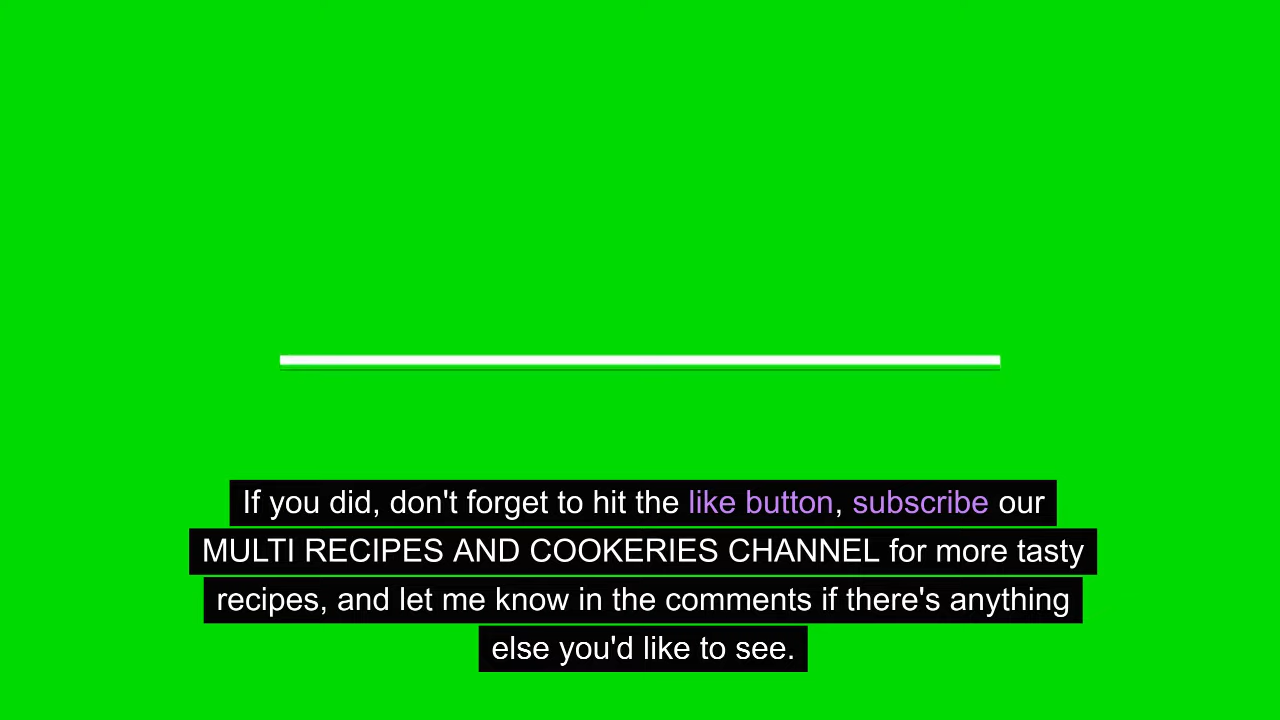 If you did, don't forget to hit the like button, subscribe our
MULTI RECIPES AND COOKERIES CHANNEL for more tasty
recipes, and let me know in the comments if there's anything
else you'd like to see.